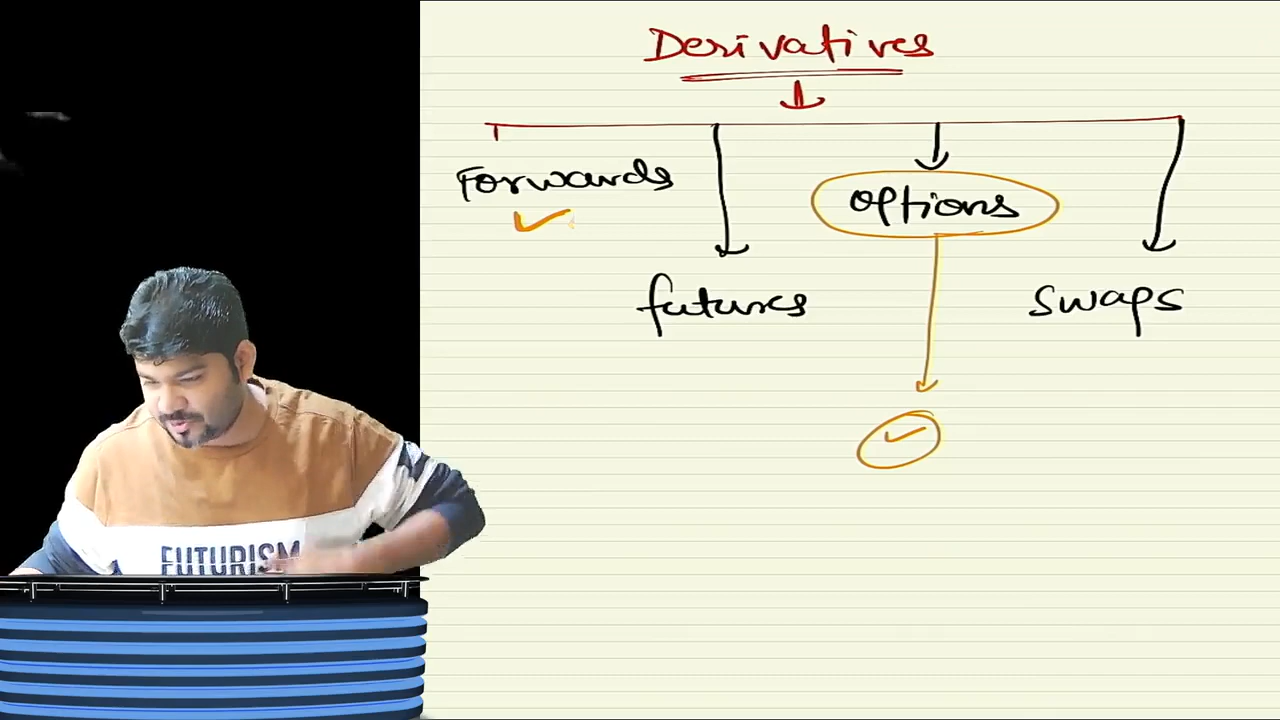 Derivatives
Forwards
options
futures
swaps
FUTURISM